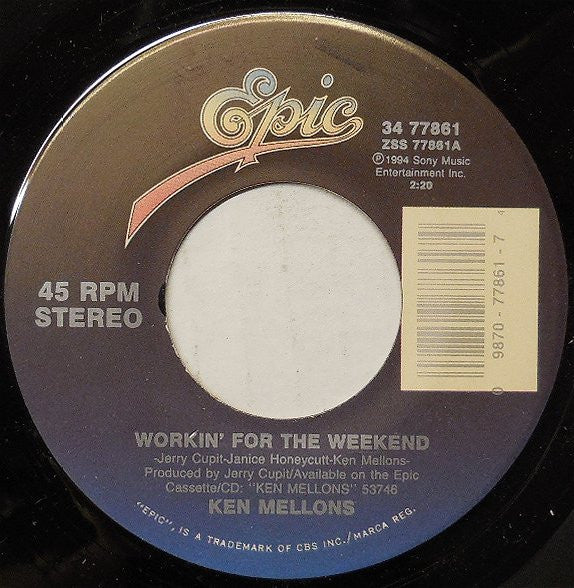 Epic
34 77861
ZSS 77861A
Ⓟ1994 Sony Music
Entertainment Inc.
2:20
45 RPM
STEREO
0 9870 - 77861 - 7 4
WORKIN' FOR THE WEEKEND
-Jerry Cupit-Janice Honeycutt-Ken Mellons-
Produced by Jerry Cupit/Available on the Epic
Cassette/CD: "KEN MELLONS" 53746
KEN MELLONS
"EPIC", IS A TRADEMARK OF CBS INC./MARCA REG.